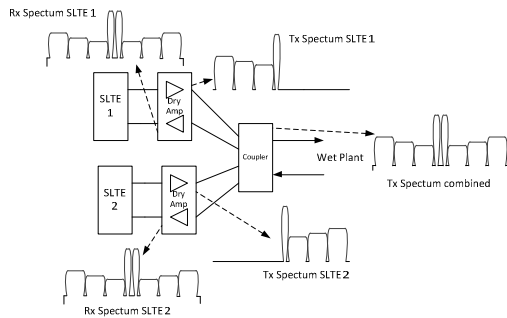 Rx Spectum SLTE 1
Tx Spectum SLTE 1
SLTE
1
Dry
Amp
Coupler
Wet Plant
Tx Spectum combined
SLTE
2
Dry
Amp
Tx Spectum SLTE 2
Rx Spectum SLTE 2